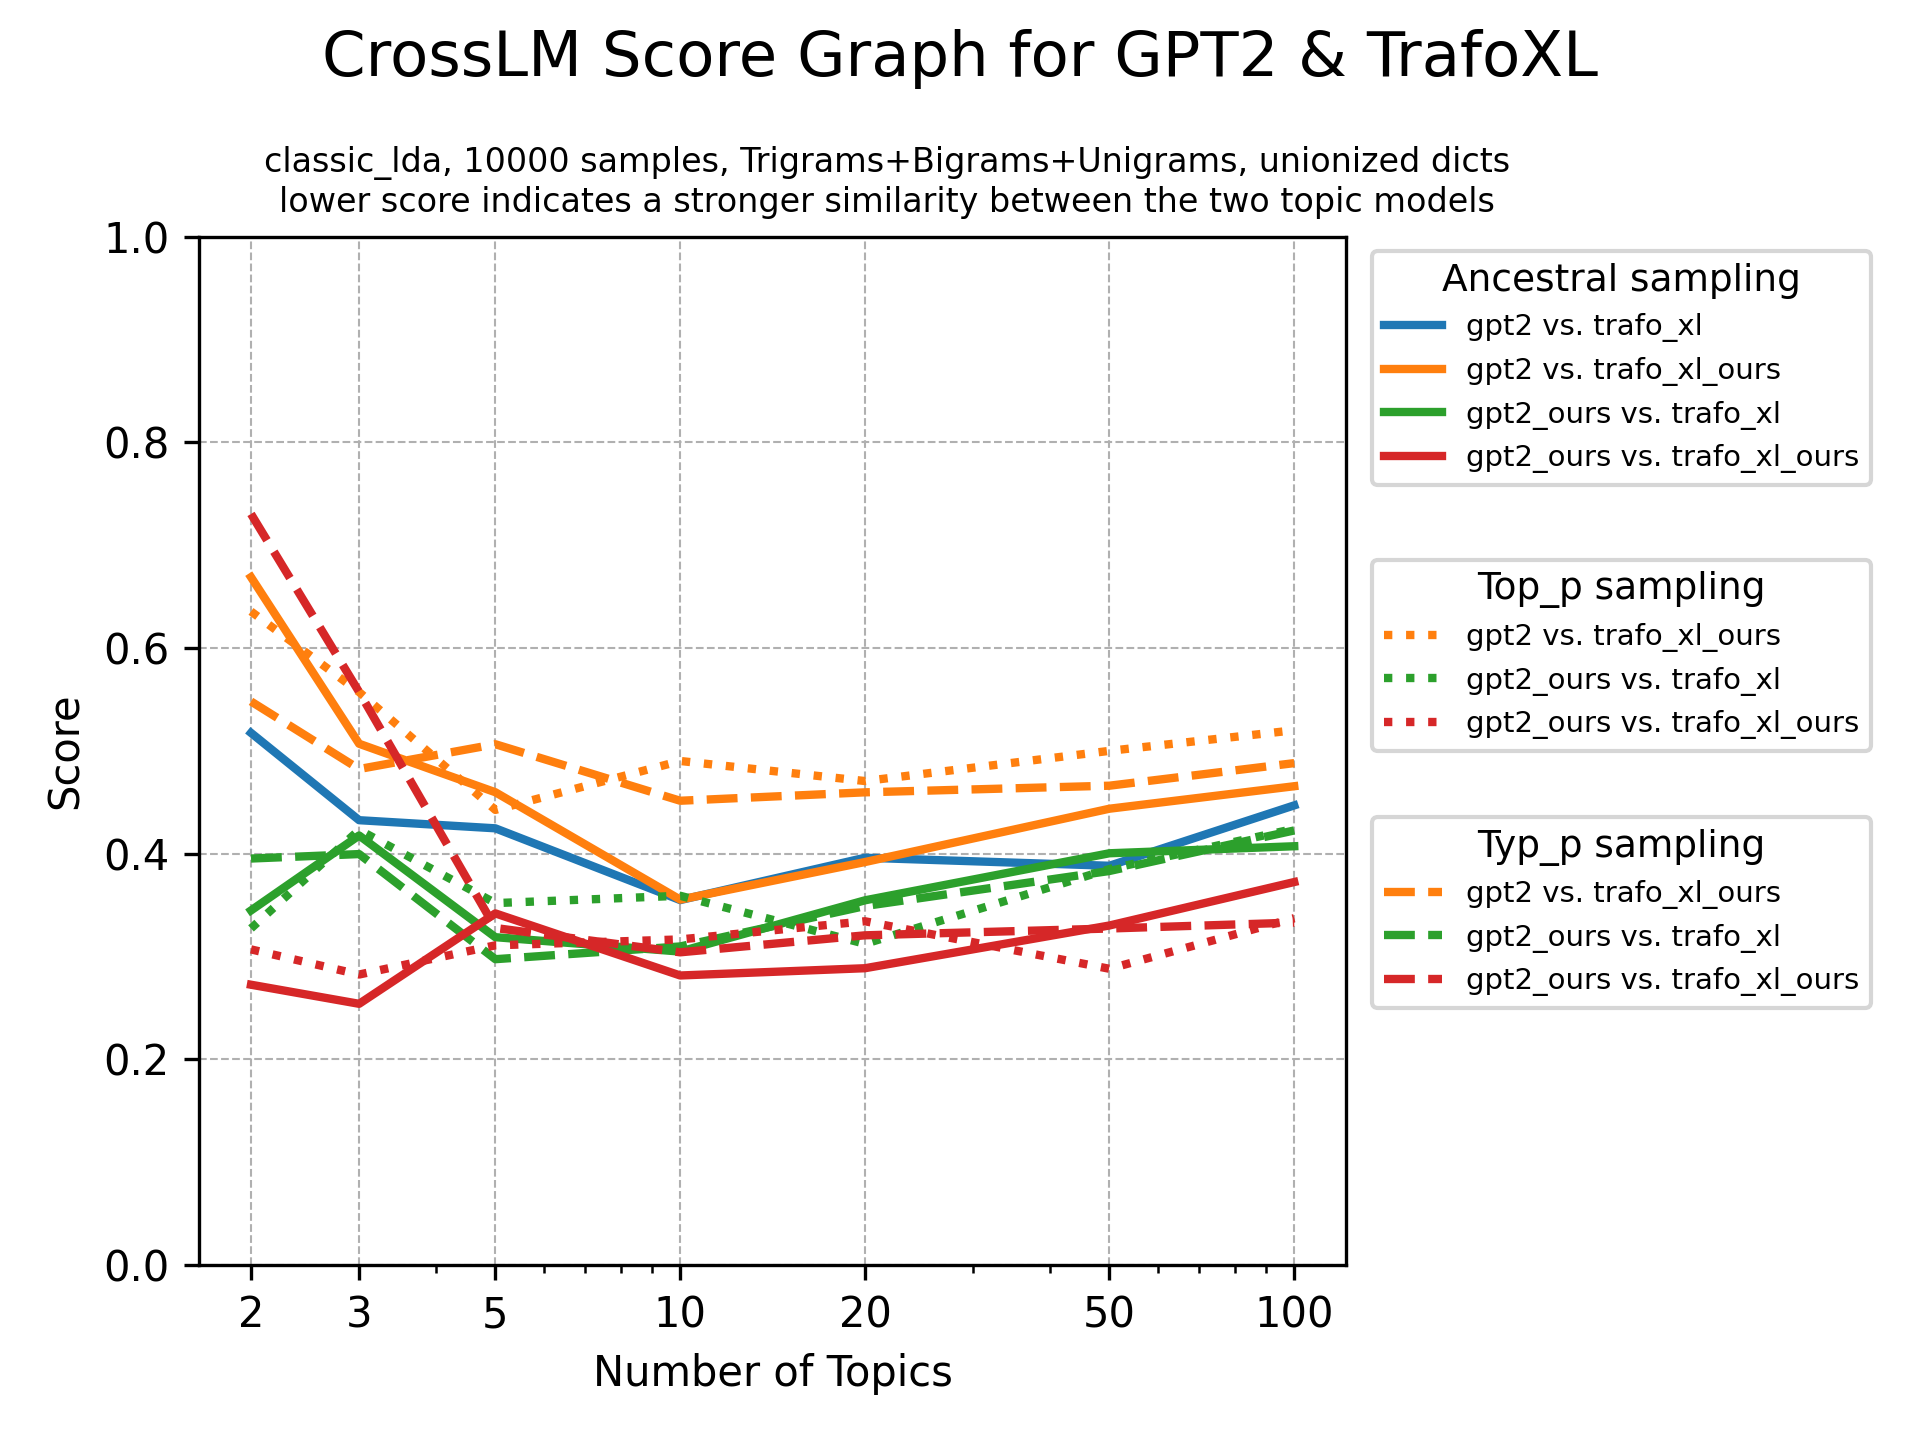 CrossLM Score Graph for GPT2 & TrafoXL
classic_lda, 10000 samples, Trigrams+Bigrams+Unigrams, unionized dicts
lower score indicates a stronger similarity between the two topic models
1.0
0.8
0.6
0.4
0.2
0.0
Score
2 3 5 10 20 50 100
Number of Topics
Ancestral sampling
gpt2 vs. trafo_xl
gpt2 vs. trafo_xl_ours
gpt2_ours vs. trafo_xl
gpt2_ours vs. trafo_xl_ours
Top_p sampling
gpt2 vs. trafo_xl_ours
gpt2_ours vs. trafo_xl
gpt2_ours vs. trafo_xl_ours
Typ_p sampling
gpt2 vs. trafo_xl_ours
gpt2_ours vs. trafo_xl
gpt2_ours vs. trafo_xl_ours